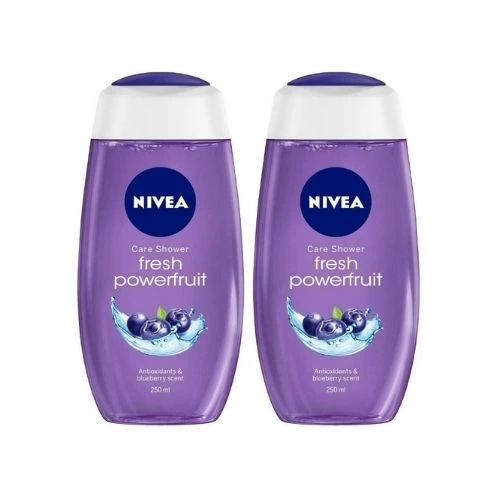 NIVEA
Care Shower
fresh
powerfruit
Antioxidants &
blueberry scent
250 ml
NIVEA
Care Shower
fresh
powerfruit
Antioxidants &
blueberry scent
250 ml